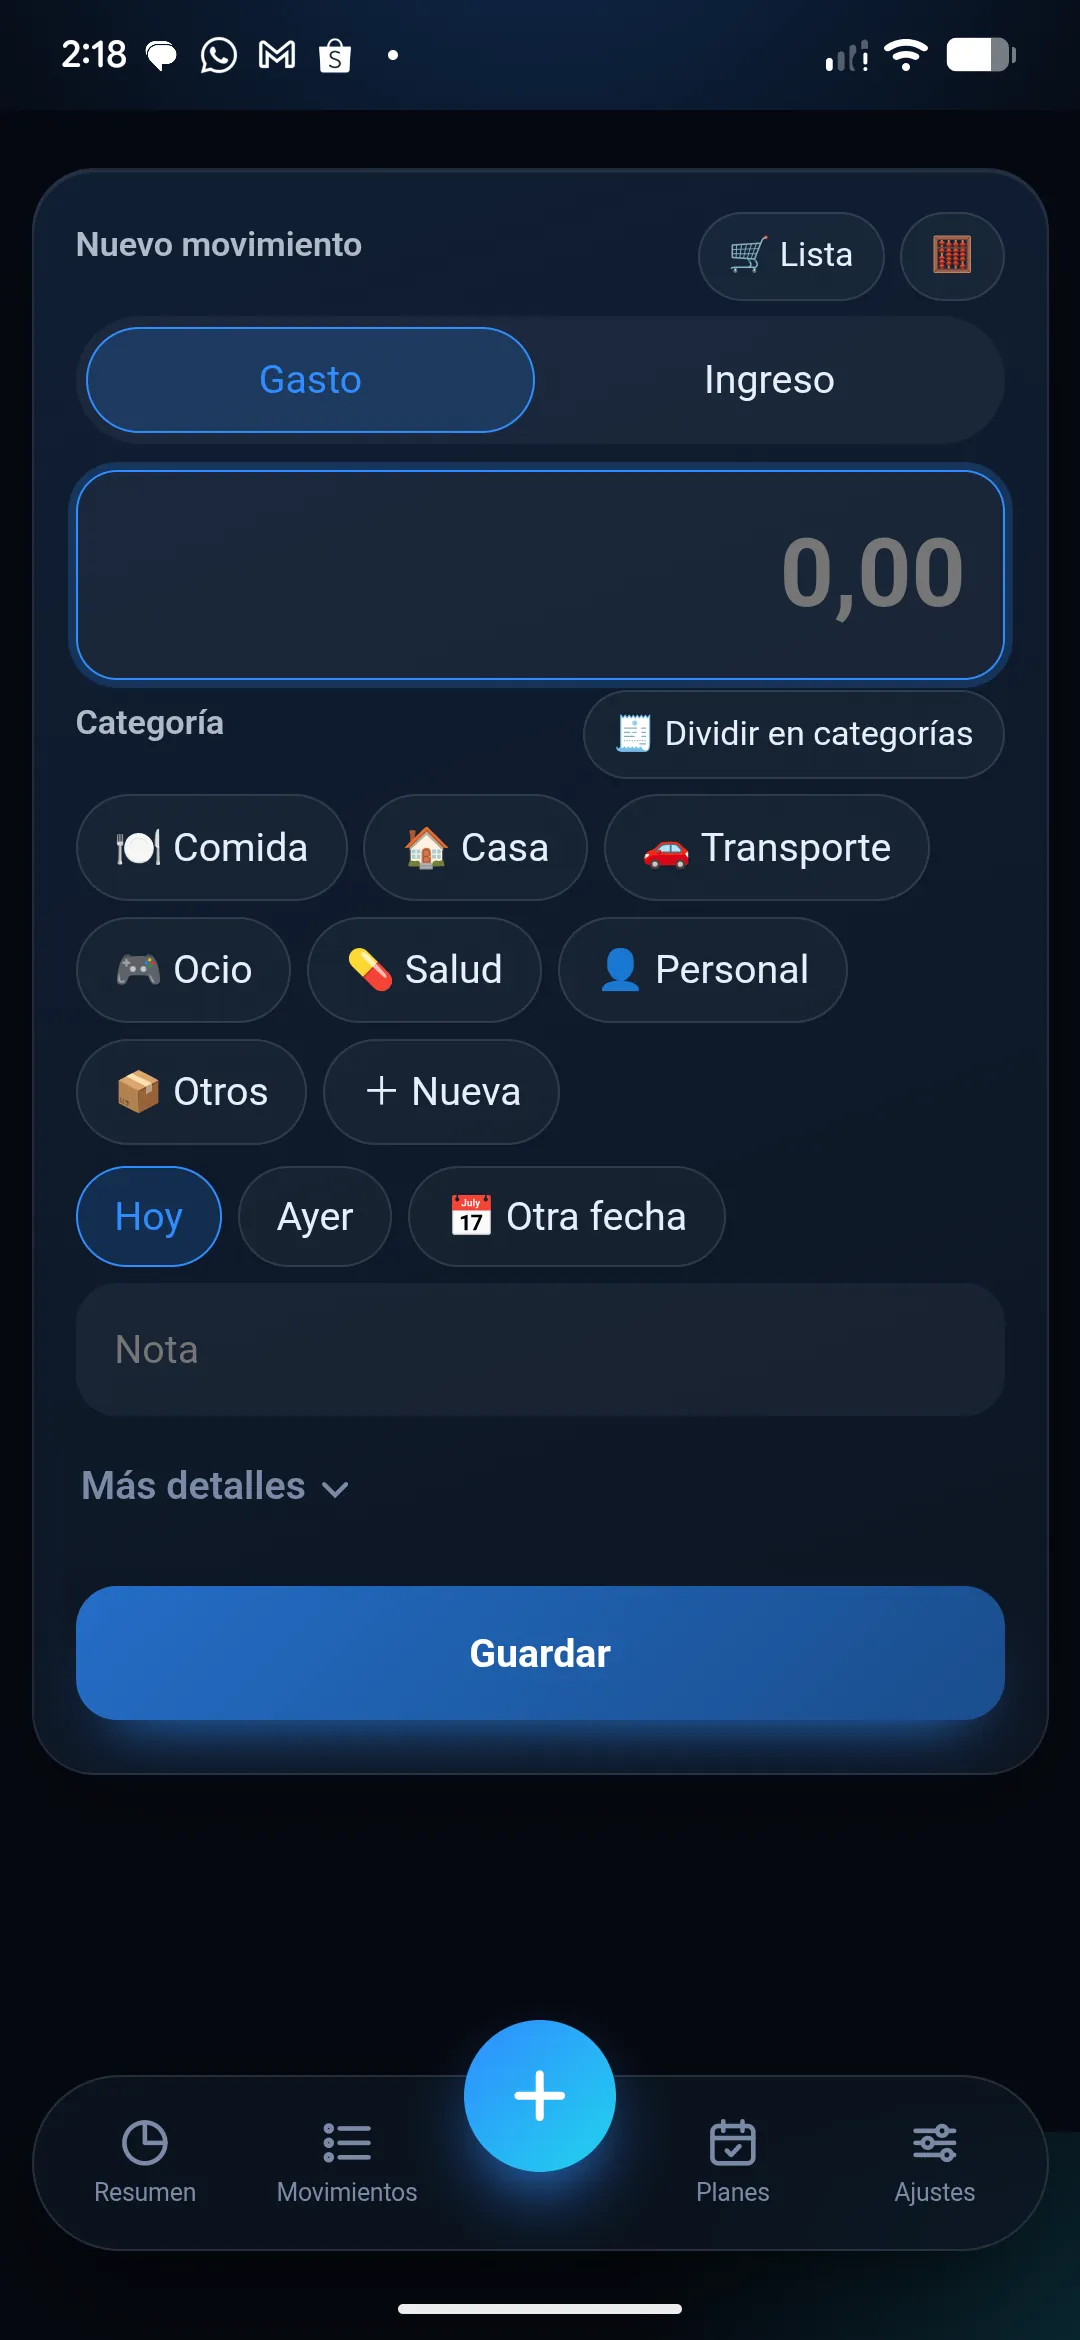 2:18
Nuevo movimiento
🛒 Lista
🧮
Gasto
Ingreso
0,00
Categoría
🧾 Dividir en categorías
🍽️ Comida
🏠 Casa
🚗 Transporte
🎮 Ocio
💊 Salud
👤 Personal
📦 Otros
+ Nueva
Hoy
Ayer
📅 Otra fecha
Nota
Más detalles
Guardar
Resumen
Movimientos
Planes
Ajustes